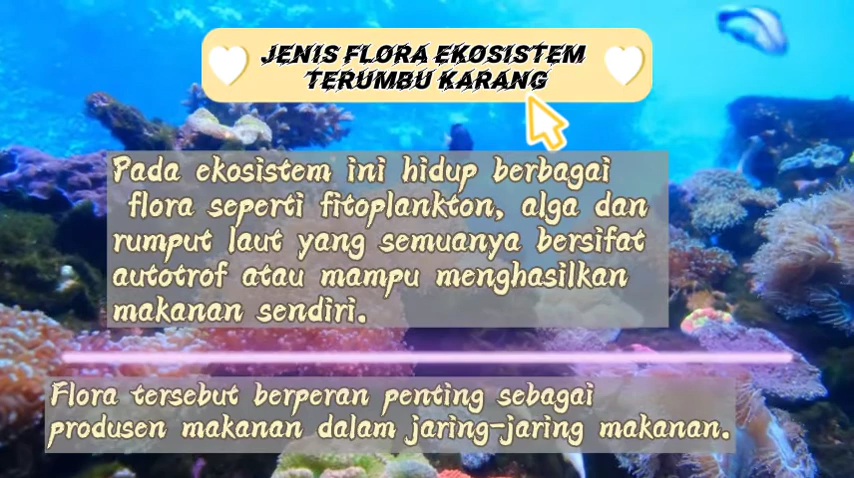 JENIS FLORA EKOSISTEM
TERUMBU KARANG
Pada ekosistem ini hidup berbagai
flora seperti fitoplankton, alga dan
rumput laut yang semuanya bersifat
autotrof atau mampu menghasilkan
makanan sendiri.
Flora tersebut berperan penting sebagai
produsen makanan dalam jaring-jaring makanan.